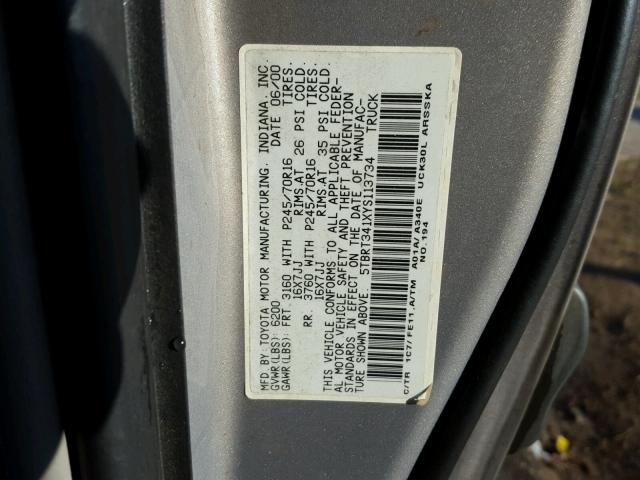 MFD BY TOYOTA MOTOR MANUFACTURING, INDIANA, INC.
GVWR(LBS): 6200 DATE 06/00
GAWR(LBS): FRT. 3160 WITH P245/70R16 TIRES,
16X7JJ RIMS,AT 26 PSI COLD.
RR. 3760 WITH P245/70R16 TIRES,
16X7JJ RIMS,AT 35 PSI COLD.
THIS VEHICLE CONFORMS TO ALL APPLICABLE FEDER-
AL MOTOR VEHICLE SAFETY AND THEFT PREVENTION
STANDARDS IN EFFECT ON THE DATE OF MANUFAC-
TURE SHOWN ABOVE. 5TBRT341XYS113734 TRUCK
C/TR 1C7/FE11,A/TM A01A/A340E UCK30L ARSSKA
NO.194